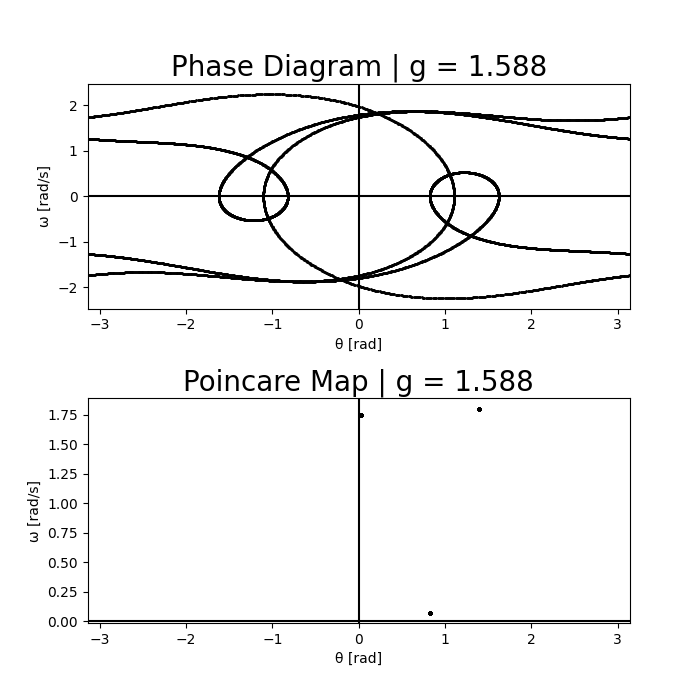 Phase Diagram | g = 1.588
2
1
0
−1
−2
ω [rad/s]
−3 −2 −1 0 1 2 3
θ [rad]
Poincare Map | g = 1.588
1.75
1.50
1.25
1.00
0.75
0.50
0.25
0.00
ω [rad/s]
−3 −2 −1 0 1 2 3
θ [rad]